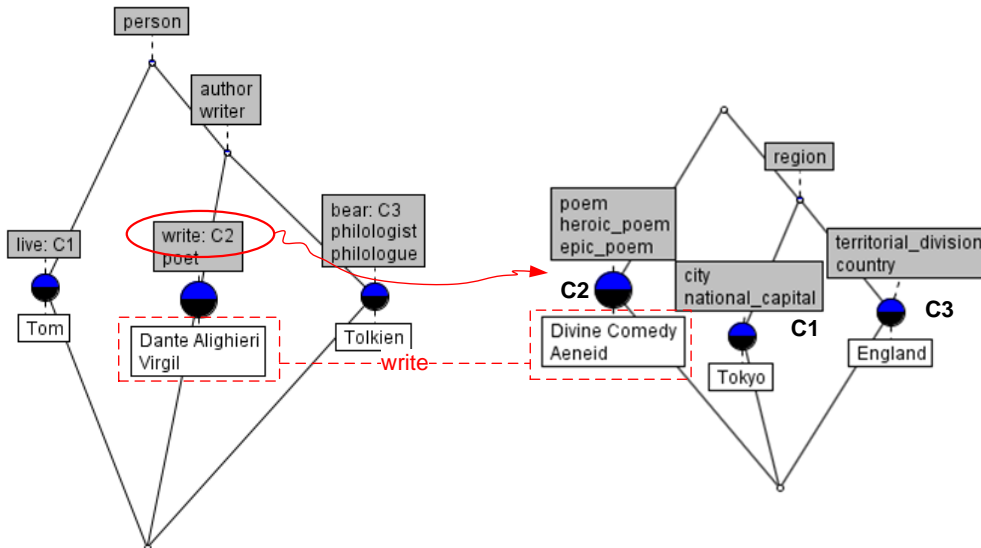 person
author
writer
live: C1
write: C2
poet
bear: C3
philologist
philologue
Tom
Dante Alighieri
Virgil
Tolkien
write
region
poem
heroic_poem
epic_poem
city
national_capital
territorial_division
country
C2
C1
C3
Divine Comedy
Aeneid
Tokyo
England